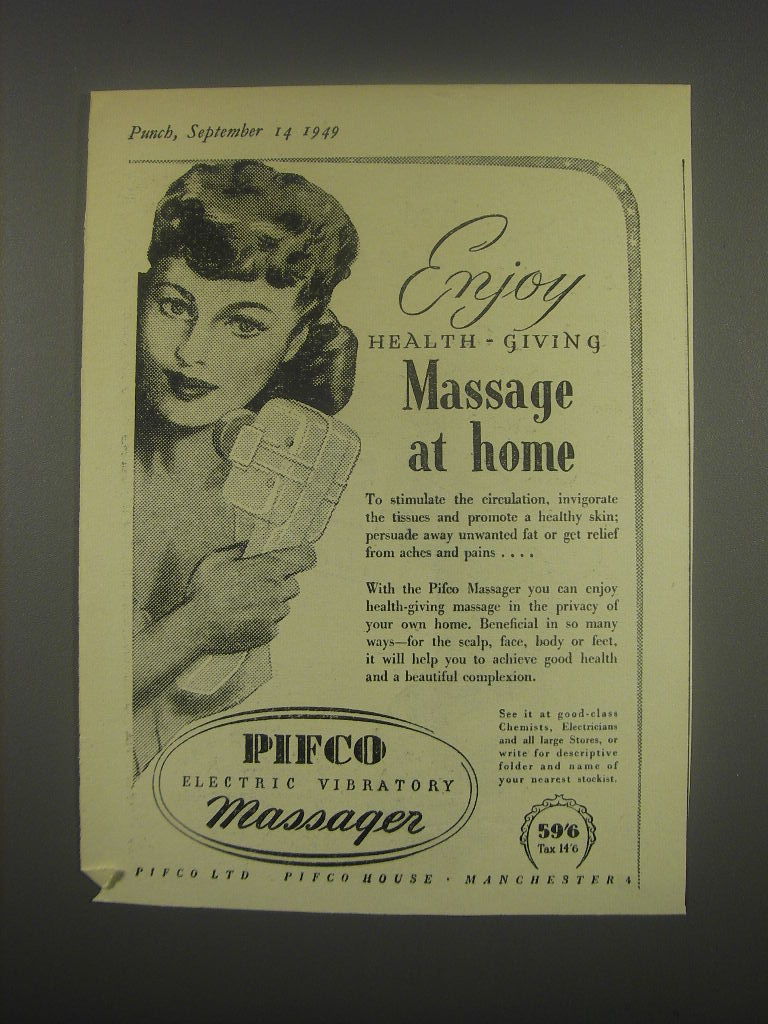 Punch, September 14 1949
Enjoy
HEALTH-GIVING
Massage
at home
To stimulate the circulation, invigorate
the tissues and promote a healthy skin;
persuade away unwanted fat or get relief
from aches and pains . . . .
With the Pifco Massager you can enjoy
health-giving massage in the privacy of
your own home. Beneficial in so many
ways—for the scalp, face, body or feet,
it will help you to achieve good health
and a beautiful complexion.
See it at good-class
Chemists, Electricians
and all large Stores, or
write for descriptive
folder and name of
your nearest stockist.
PIFCO
ELECTRIC VIBRATORY
Massager
59'6
Tax 14'6
PIFCO LTD PIFCO HOUSE · MANCHESTER 4